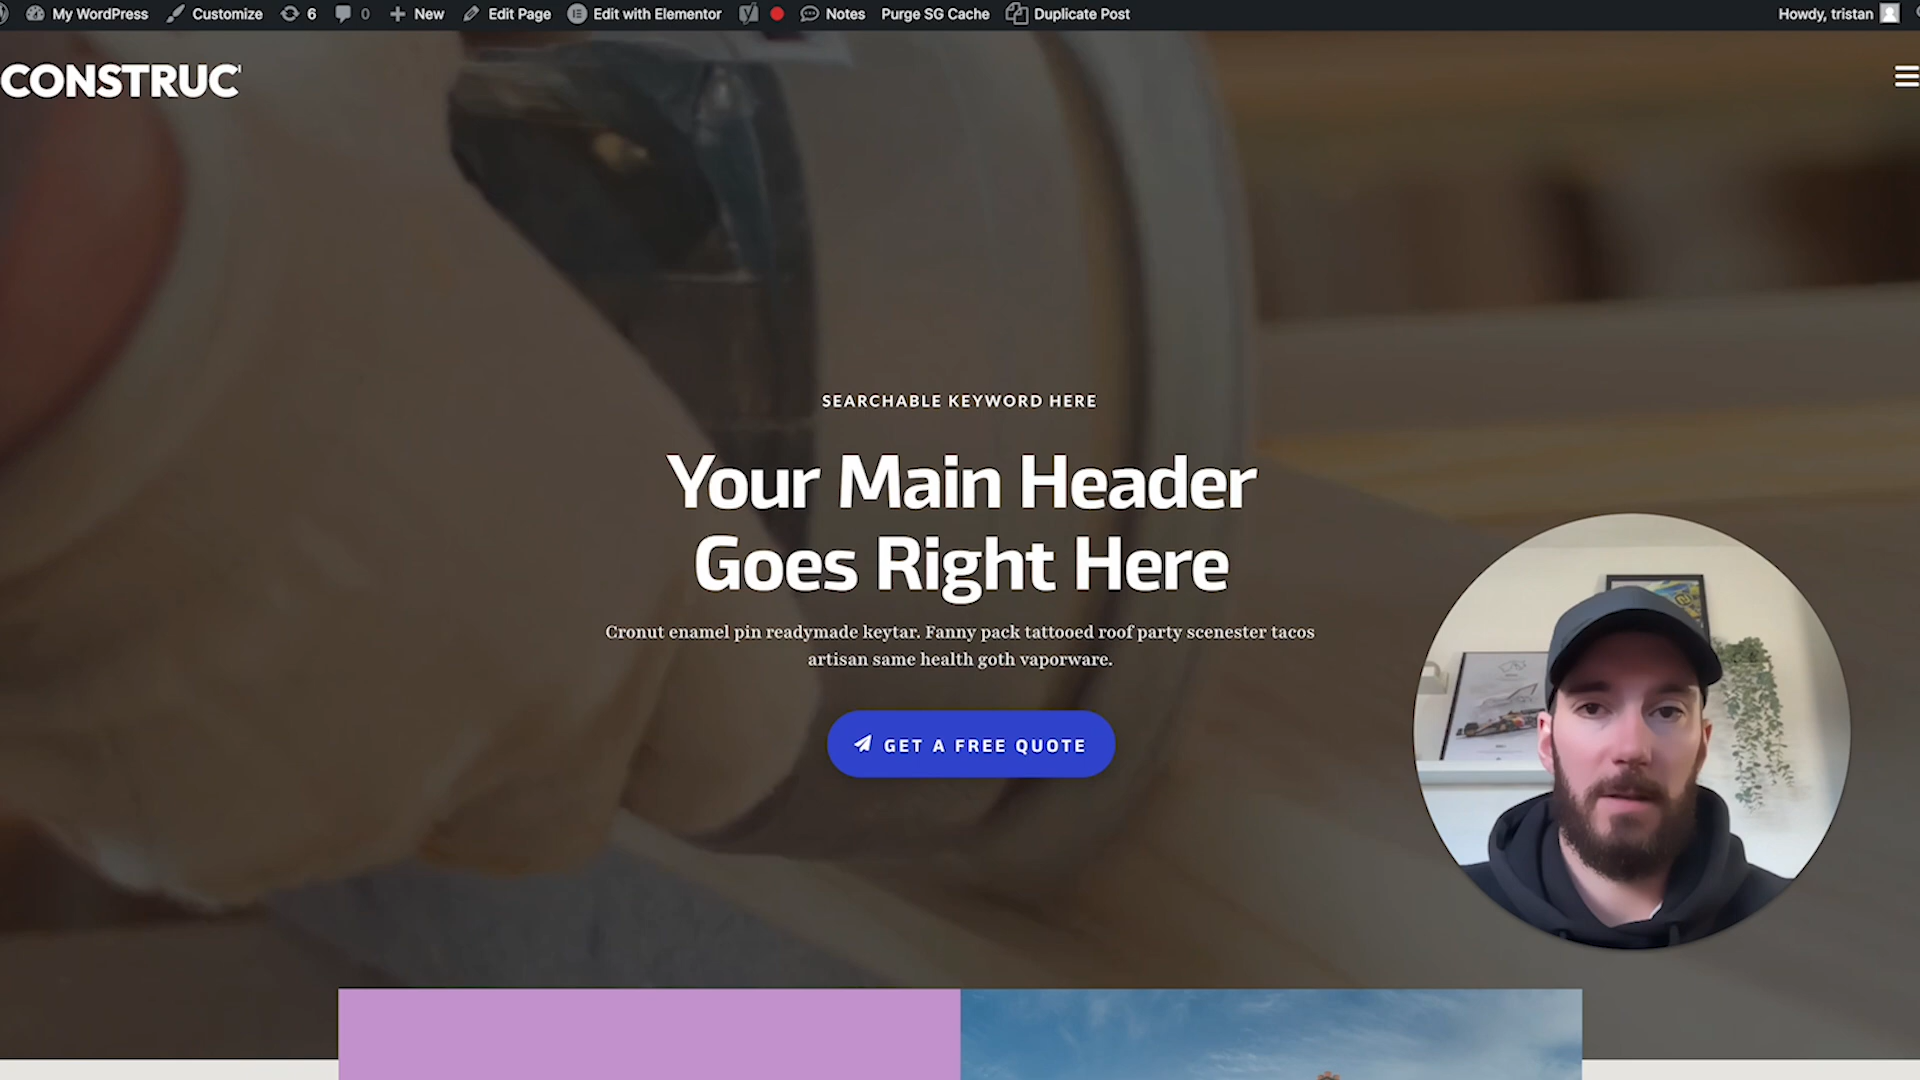 My WordPress Customize 6 0 New Edit Page Edit with Elementor Notes Purge SG Cache Duplicate Post Howdy, tristan
CONSTRUC
SEARCHABLE KEYWORD HERE
Your Main Header
Goes Right Here
Cronut enamel pin readymade keytar. Fanny pack tattooed roof party scenester tacos
artisan same health goth vaporware.
GET A FREE QUOTE